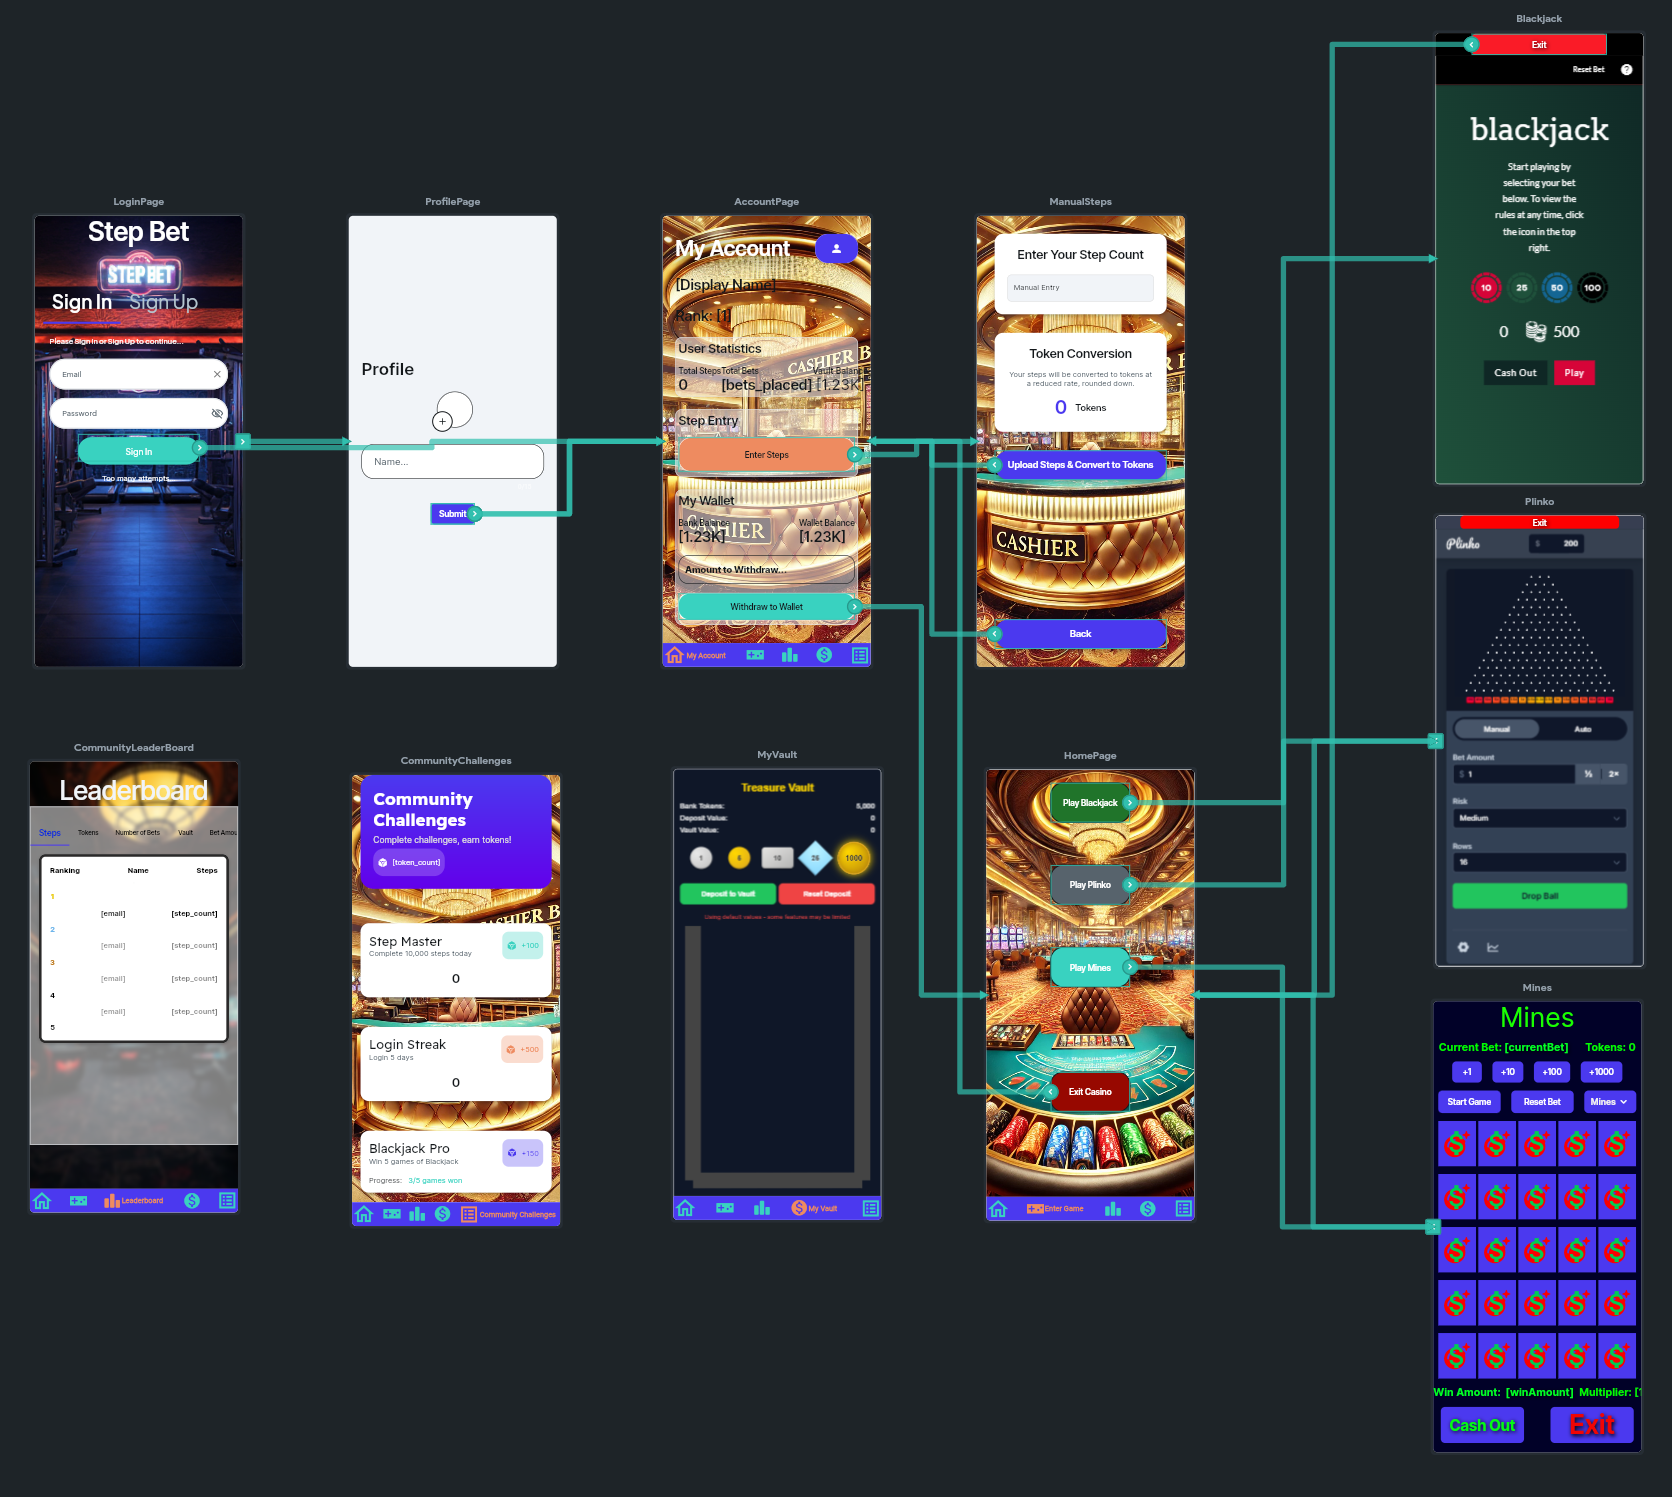 Blackjack
Exit
Reset Bet
?
blackjack
Start playing by
selecting your bet
below. To view the
rules at any time, click
the icon in the top
right.
10 25 50 100
0 500
Cash Out Play
LoginPage
Step Bet
STEP BET
Sign In Sign Up
Please Sign In or Sign Up to continue...
Email
Password
Sign In
Too many attempts...
ProfilePage
Profile
Name...
Submit
AccountPage
My Account
[Display Name]
Rank: [1]
User Statistics
Total Steps Total Bets Vault Balance
0 [bets_placed] [1.23K]
CASHIER B
Step Entry
Enter Steps
My Wallet
Bank Balance Wallet Balance
[1.23K] [1.23K]
CASHIER
Amount to Withdraw...
Withdraw to Wallet
My Account
ManualSteps
Enter Your Step Count
Manual Entry
Token Conversion
Your steps will be converted to tokens at
a reduced rate, rounded down.
0 Tokens
Upload Steps & Convert to Tokens
CASHIER
Back
Plinko
Exit
Plinko
$ 200
Manual Auto
Bet Amount
$ 1 ½ 2×
Risk
Medium
Rows
16
Drop Ball
CommunityLeaderBoard
Leaderboard
Steps Tokens Number of Bets Vault Bet Amou
Ranking Name Steps
1
[email] [step_count]
2
[email] [step_count]
3
[email] [step_count]
4
[email] [step_count]
5
Leaderboard
CommunityChallenges
Community
Challenges
Complete challenges, earn tokens!
[token_count]
CASHIER B
Step Master
Complete 10,000 steps today
+100
0
Login Streak
Login 5 days
+500
0
Blackjack Pro
Win 5 games of Blackjack
+150
Progress: 3/5 games won
Community Challenges
MyVault
Treasure Vault
Bank Tokens: 5,000
Deposit Value: 0
Vault Value: 0
1 5 10 25 1000
Deposit to Vault Reset Deposit
Using default values - some features may be limited
My Vault
HomePage
Play Blackjack
Play Plinko
Play Mines
Exit Casino
Enter Game
Mines
Mines
Current Bet: [currentBet] Tokens: 0
+1 +10 +100 +1000
Start Game Reset Bet Mines
Win Amount: [winAmount] Multiplier: [1
Cash Out Exit